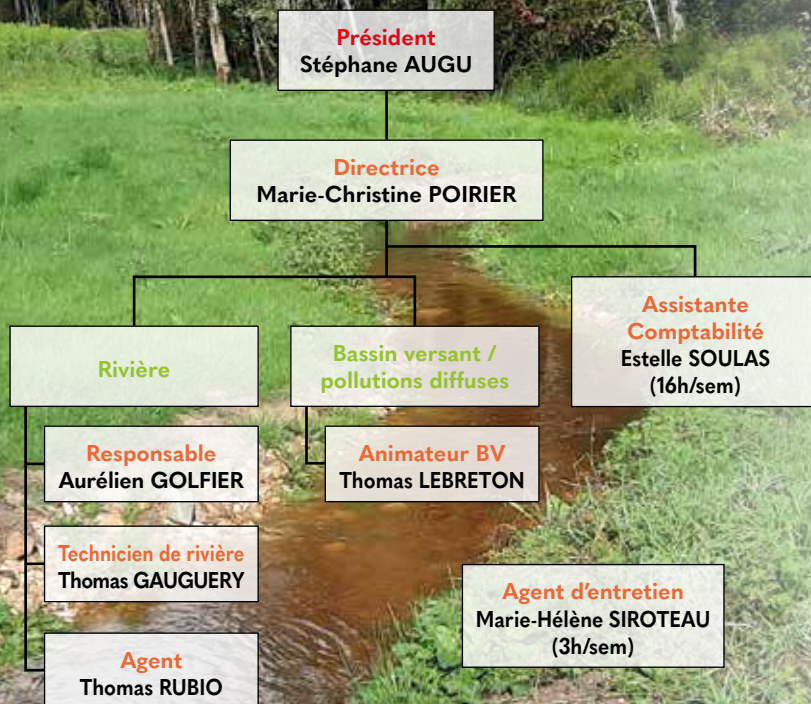 Président
Stéphane AUGU
Directrice
Marie-Christine POIRIER
Assistante
Comptabilité
Estelle SOULAS
(16h/sem)
Rivière
Bassin versant /
pollutions diffuses
Responsable
Aurélien GOLFIER
Animateur BV
Thomas LEBRETON
Technicien de rivière
Thomas GAUGUERY
Agent d'entretien
Marie-Hélène SIROTEAU
(3h/sem)
Agent
Thomas RUBIO